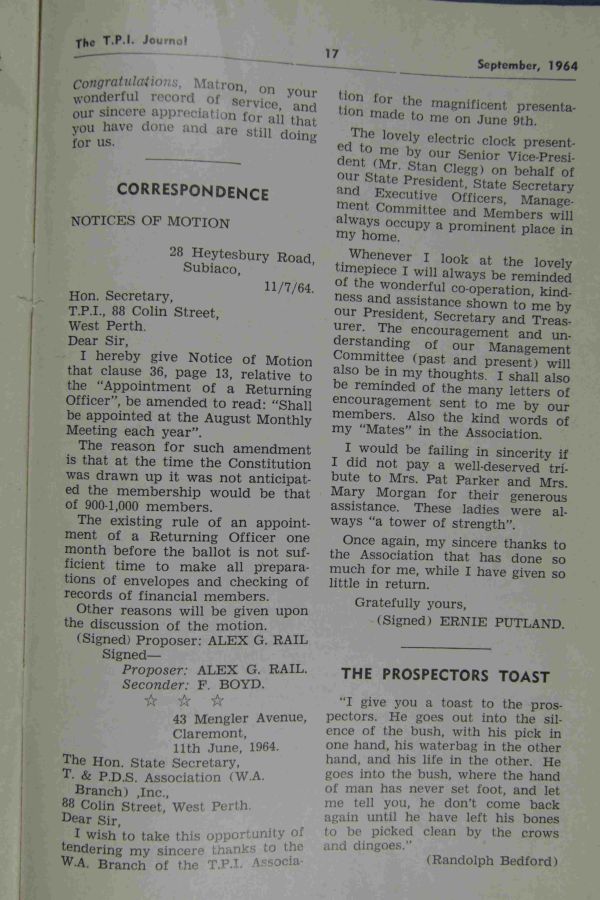 The T.P.I. Journal
17
September, 1964
Congratulations, Matron, on your
wonderful record of service, and
our sincere appreciation for all that
you have done and are still doing
for us.
CORRESPONDENCE
NOTICES OF MOTION
28 Heytesbury Road,
Subiaco,
11/7/64.
Hon. Secretary,
T.P.I., 88 Colin Street,
West Perth.
Dear Sir,
I hereby give Notice of Motion
that clause 36, page 13, relative to
the "Appointment of a Returning
Officer", be amended to read: "Shall
be appointed at the August Monthly
Meeting each year".
The reason for such amendment
is that at the time the Constitution
was drawn up it was not anticipat-
ed the membership would be that
of 900-1,000 members.
The existing rule of an appoint-
ment of a Returning Officer one
month before the ballot is not suf-
ficient time to make all prepara-
tions of envelopes and checking of
records of financial members.
Other reasons will be given upon
the discussion of the motion.
(Signed) Proposer: ALEX G. RAIL
Signed—
Proposer: ALEX G. RAIL.
Seconder: F. BOYD.
☆ ☆ ☆
43 Mengler Avenue,
Claremont,
11th June, 1964.
The Hon. State Secretary,
T. & P.D.S. Association (W.A.
Branch) ,Inc.,
88 Colin Street, West Perth.
Dear Sir,
I wish to take this opportunity of
tendering my sincere thanks to the
W.A. Branch of the T.P.I. Associa-
tion for the magnificent presenta-
tion made to me on June 9th.
The lovely electric clock present-
ed to me by our Senior Vice-Presi-
dent (Mr. Stan Clegg) on behalf of
our State President, State Secretary
and Executive Officers, Manage-
ment Committee and Members will
always occupy a prominent place in
my home.
Whenever I look at the lovely
timepiece I will always be reminded
of the wonderful co-operation, kind-
ness and assistance shown to me by
our President, Secretary and Treas-
urer. The encouragement and un-
derstanding of our Management
Committee (past and present) will
also be in my thoughts. I shall also
be reminded of the many letters of
encouragement sent to me by our
members. Also the kind words of
my "Mates" in the Association.
I would be failing in sincerity if
I did not pay a well-deserved tri-
bute to Mrs. Pat Parker and Mrs.
Mary Morgan for their generous
assistance. These ladies were al-
ways "a tower of strength".
Once again, my sincere thanks to
the Association that has done so
much for me, while I have given so
little in return.
Gratefully yours,
(Signed) ERNIE PUTLAND.
THE PROSPECTORS TOAST
"I give you a toast to the pros-
pectors. He goes out into the sil-
ence of the bush, with his pick in
one hand, his waterbag in the other
hand, and his life in the other. He
goes into the bush, where the hand
of man has never set foot, and let
me tell you, he don't come back
again until he have left his bones
to be picked clean by the crows
and dingoes."
(Randolph Bedford)